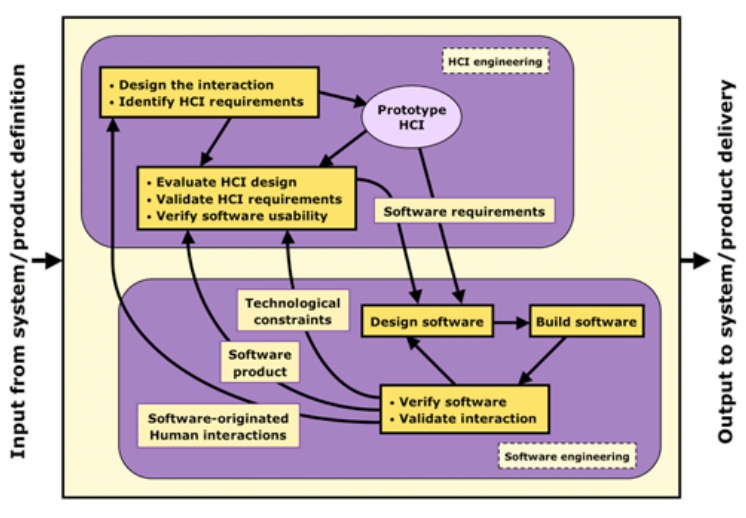 Input from system/product definition
HCI engineering
• Design the interaction
• Identify HCI requirements
Prototype
HCI
• Evaluate HCI design
• Validate HCI requirements
• Verify software usability
Software requirements
Technological
constraints
Design software
Build software
Software
product
• Verify software
• Validate interaction
Software-originated
Human interactions
Software engineering
Output to system/product delivery